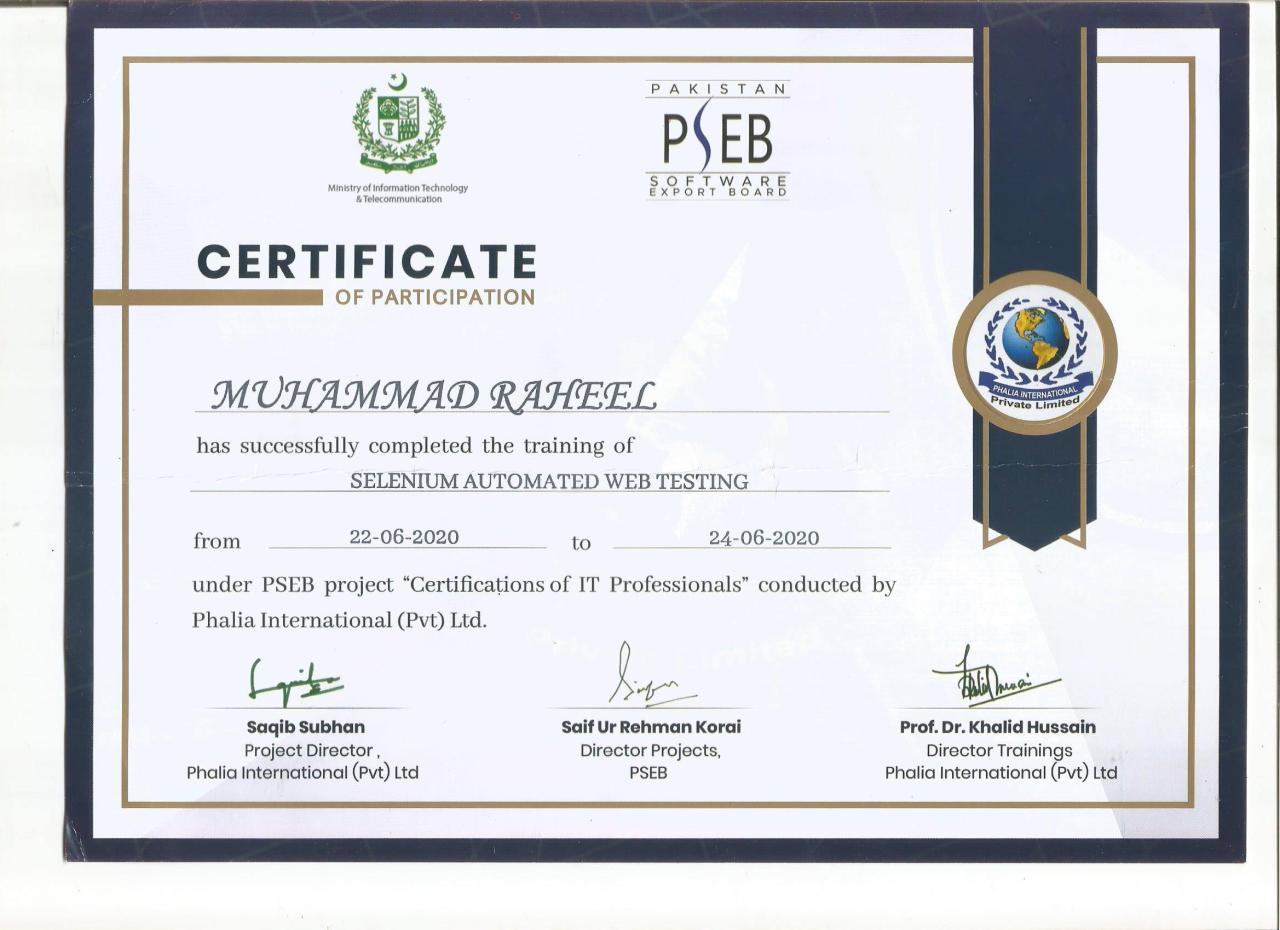 Ministry of Information Technology
& Telecommunication
PAKISTAN
PSEB
SOFTWARE
EXPORT BOARD
CERTIFICATE
OF PARTICIPATION
PHALIA INTERNATIONAL
Private Limited
MUHAMMAD RAHEEL
has successfully completed the training of
SELENIUM AUTOMATED WEB TESTING
from 22-06-2020 to 24-06-2020
under PSEB project “Certifications of IT Professionals” conducted by
Phalia International (Pvt) Ltd.
Saqib Subhan
Project Director ,
Phalia International (Pvt) Ltd
Saif Ur Rehman Korai
Director Projects,
PSEB
Prof. Dr. Khalid Hussain
Director Trainings
Phalia International (Pvt) Ltd